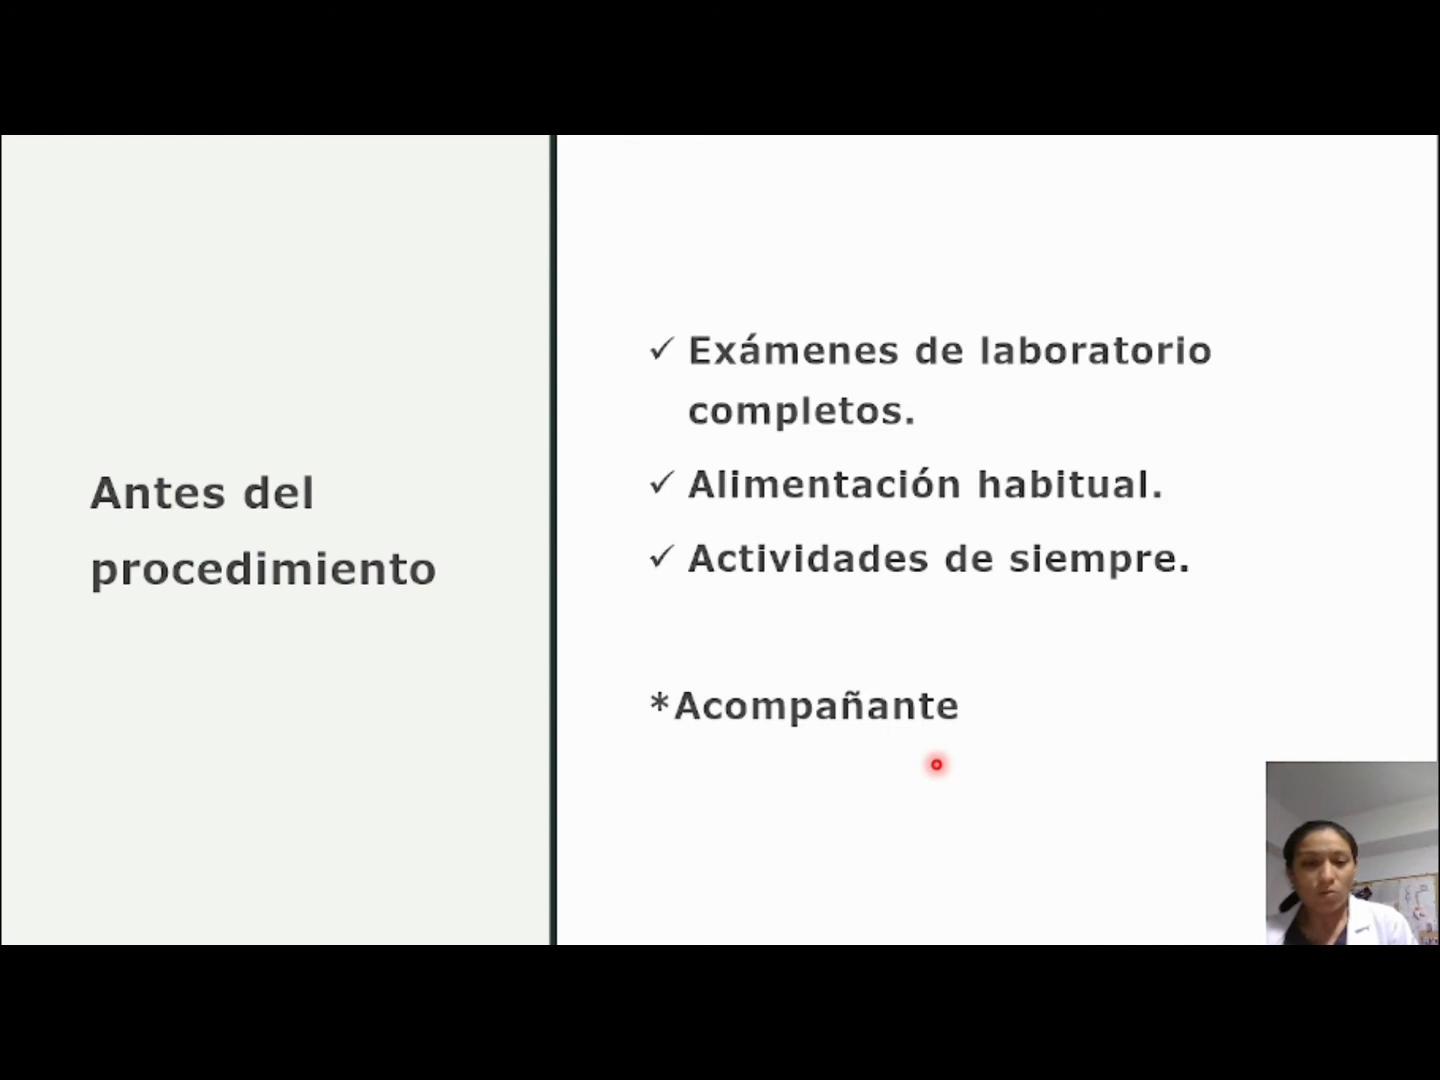 Antes del
procedimiento
✓ Exámenes de laboratorio
completos.
✓ Alimentación habitual.
✓ Actividades de siempre.
*Acompañante